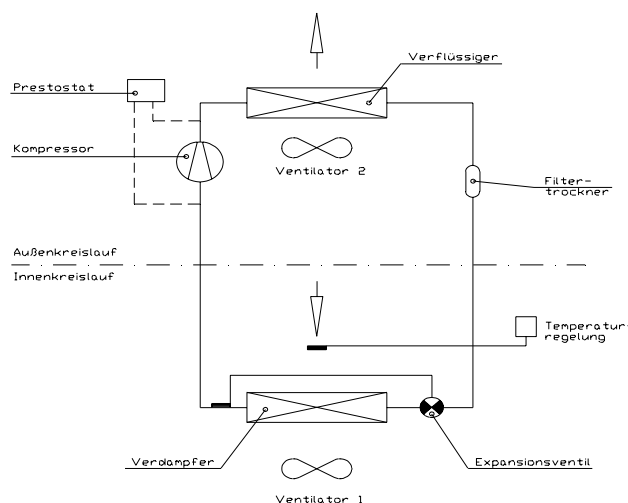 Verflüssiger
Prestostat
Kompressor
Ventilator 2
Filter-
trockner
Außenkreislauf
Innenkreislauf
Temperatur-
regelung
Verdampfer
Expansionsventil
Ventilator 1